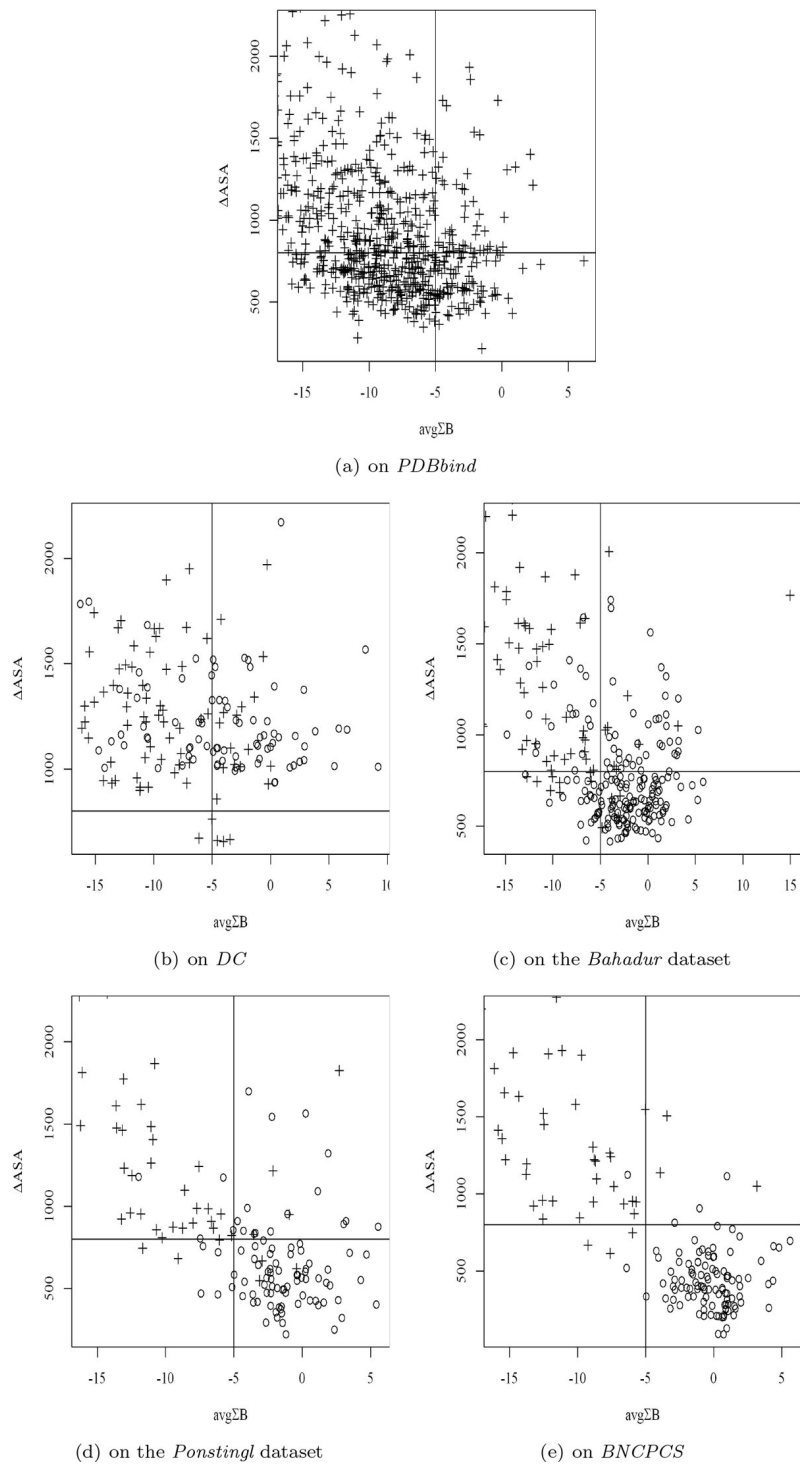 2000
1500
ΔASA
1000
500
-15 -10 -5 0 5
avgΣB
(a) on PDBbind
2000
1500
ΔASA
1000
-15 -10 -5 0 5 10
avgΣB
(b) on DC
2000
1500
ΔASA
1000
500
-15 -10 -5 0 5 10 15
avgΣB
(c) on the Bahadur dataset
2000
1500
ΔASA
1000
500
-15 -10 -5 0 5
avgΣB
(d) on the Ponstingl dataset
2000
1500
ΔASA
1000
500
-15 -10 -5 0 5
avgΣB
(e) on BNCPCS